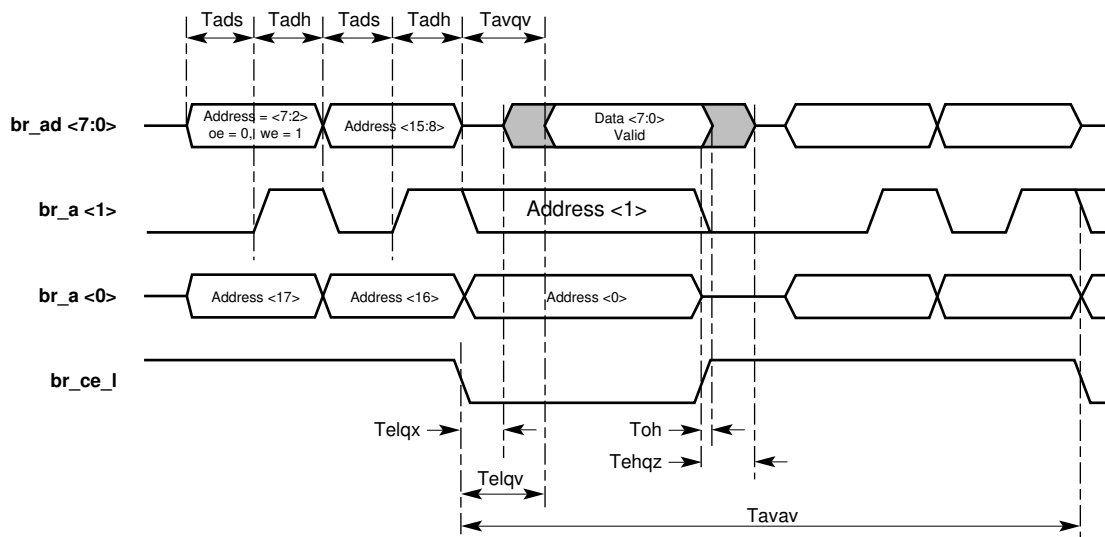 Tads Tadh Tads Tadh Tavqv
br_ad <7:0>
Address = <7:2>
oe = 0,l we = 1
Address <15:8>
Data <7:0>
Valid
br_a <1>
Address <1>
br_a <0>
Address <17>
Address <16>
Address <0>
br_ce_l
Telqx
Toh
Tehqz
Telqv
Tavav